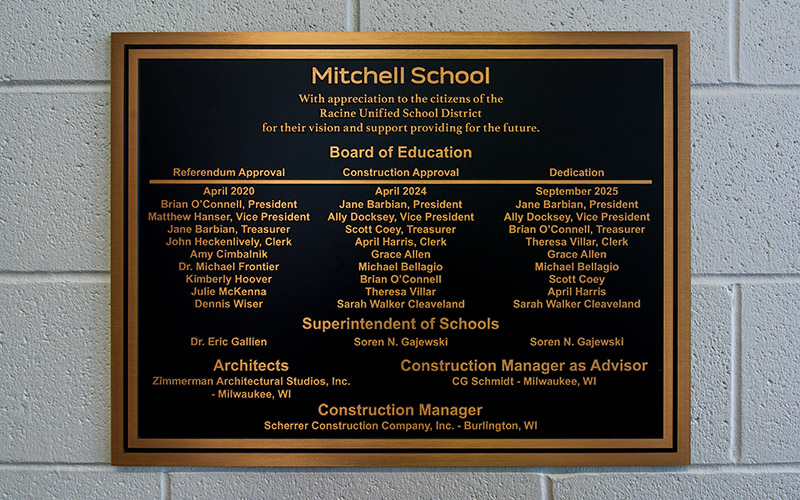 Mitchell School
With appreciation to the citizens of the
Racine Unified School District
for their vision and support providing for the future.
Board of Education
Referendum Approval Construction Approval Dedication
April 2020 April 2024 September 2025
Brian O'Connell, President Jane Barbian, President Jane Barbian, President
Matthew Hanser, Vice President Ally Docksey, Vice President Ally Docksey, Vice President
Jane Barbian, Treasurer Scott Coey, Treasurer Brian O'Connell, Treasurer
John Heckenlively, Clerk April Harris, Clerk Theresa Villar, Clerk
Amy Cimbalnik Grace Allen Grace Allen
Dr. Michael Frontier Michael Bellagio Michael Bellagio
Kimberly Hoover Brian O'Connell Scott Coey
Julie McKenna Theresa Villar April Harris
Dennis Wiser Sarah Walker Cleaveland Sarah Walker Cleaveland
Superintendent of Schools
Dr. Eric Gallien Soren N. Gajewski Soren N. Gajewski
Architects Construction Manager as Advisor
Zimmerman Architectural Studios, Inc. CG Schmidt - Milwaukee, WI
- Milwaukee, WI
Construction Manager
Scherrer Construction Company, Inc. - Burlington, WI